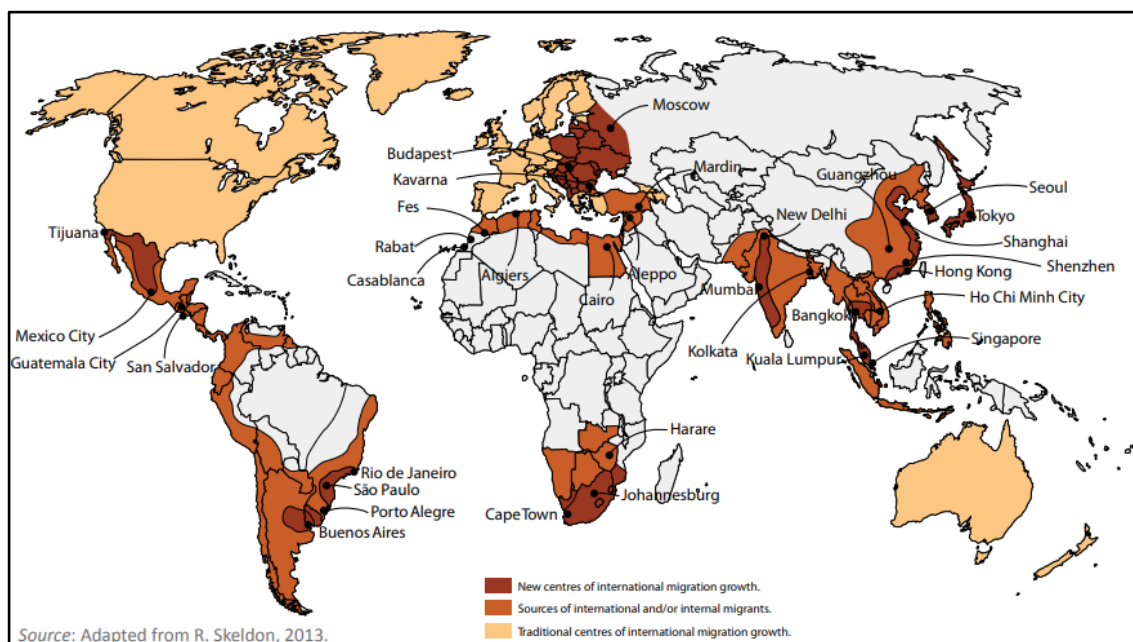 Moscow
Budapest
Mardin
Guangzhou
Kavarna
Seoul
Fes
New Delhi
Tijuana
Tokyo
Rabat
Shanghai
Casablanca
Algiers
Aleppo
Shenzhen
Hong Kong
Cairo
Mumbai
Ho Chi Minh City
Bangkok
Mexico City
Kolkata
Singapore
Guatemala City
Kuala Lumpur
San Salvador
Harare
Rio de Janeiro
São Paulo
Johannesburg
Porto Alegre
Cape Town
Buenos Aires
New centres of international migration growth.
Sources of international and/or internal migrants.
Traditional centres of international migration growth.
Source: Adapted from R. Skeldon, 2013.